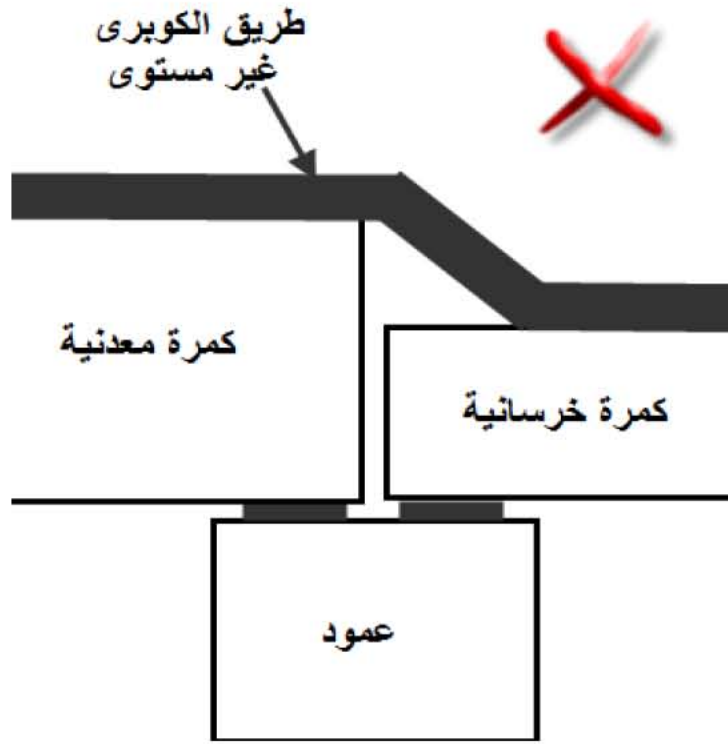 طريق الكوبرى
غير مستوى
كمرة معدنية
كمرة خرسانية
عمود